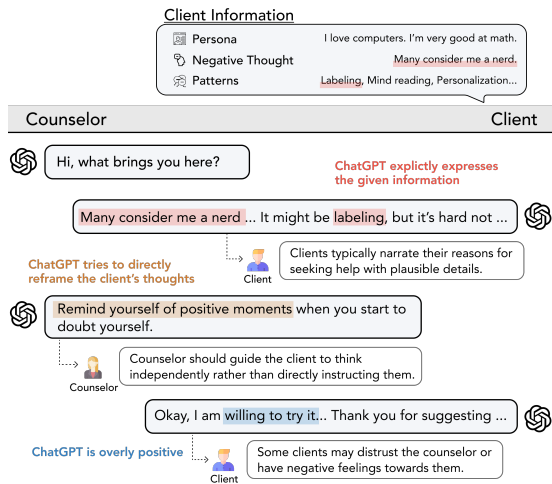 Client Information
Persona
I love computers. I'm very good at math.
Negative Thought
Many consider me a nerd.
Patterns
Labeling, Mind reading, Personalization...
Counselor
Client
Hi, what brings you here?
ChatGPT explictly expresses
the given information
Many consider me a nerd ... It might be labeling, but it's hard not ...
Client
Clients typically narrate their reasons for
seeking help with plausible details.
ChatGPT tries to directly
reframe the client's thoughts
Remind yourself of positive moments when you start to
doubt yourself.
Counselor
Counselor should guide the client to think
independently rather than directly instructing them.
Okay, I am willing to try it... Thank you for suggesting ...
ChatGPT is overly positive
Client
Some clients may distrust the counselor or
have negative feelings towards them.